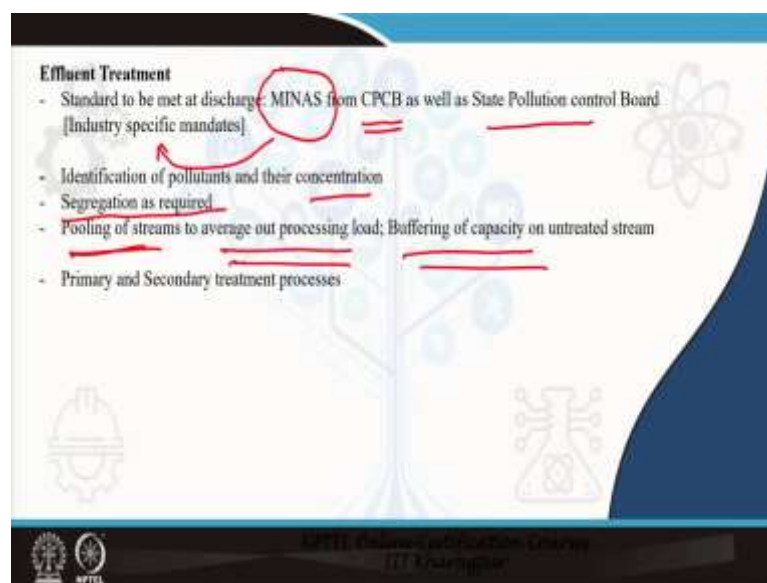 Effluent Treatment
- Standard to be met at discharge: MINAS from CPCB as well as State Pollution control Board
[Industry specific mandates]
- Identification of pollutants and their concentration
- Segregation as required
- Pooling of streams to average out processing load; Buffering of capacity on untreated stream
- Primary and Secondary treatment processes
NPTEL Online Certification Course
IIT Kharagpur
NPTEL